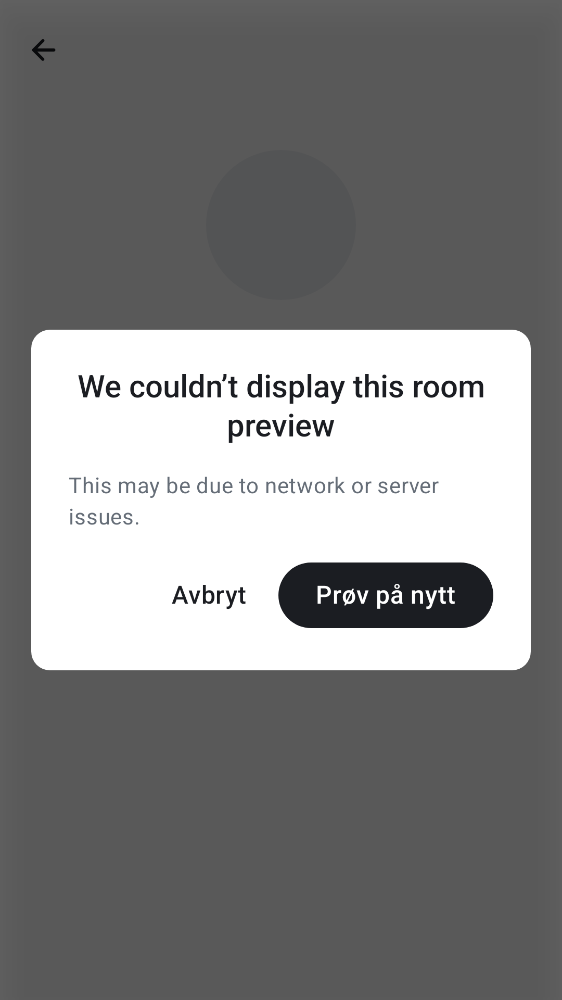 We couldn’t display this room
preview
This may be due to network or server
issues.
Avbryt
Prøv på nytt